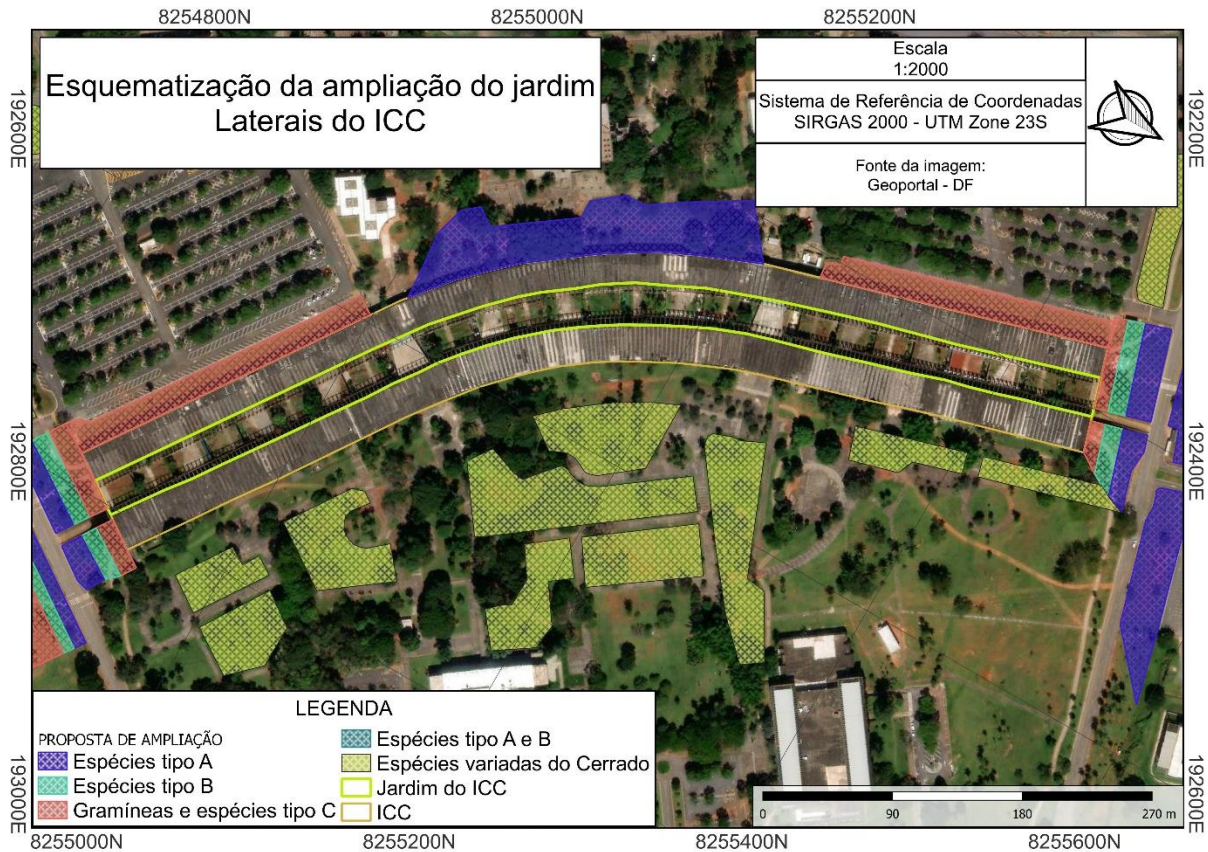 8254800N
8255000N
8255200N
Esquematização da ampliação do jardim
Laterais do ICC
Escala
1:2000
Sistema de Referência de Coordenadas
SIRGAS 2000 - UTM Zone 23S
Fonte da imagem:
Geoportal - DF
192600E
192200E
192800E
192400E
193000E
192600E
LEGENDA
PROPOSTA DE AMPLIAÇÃO
Espécies tipo A
Espécies tipo B
Gramíneas e espécies tipo C
Espécies tipo A e B
Espécies variadas do Cerrado
Jardim do ICC
ICC
0 90 180 270 m
8255000N
8255200N
8255400N
8255600N